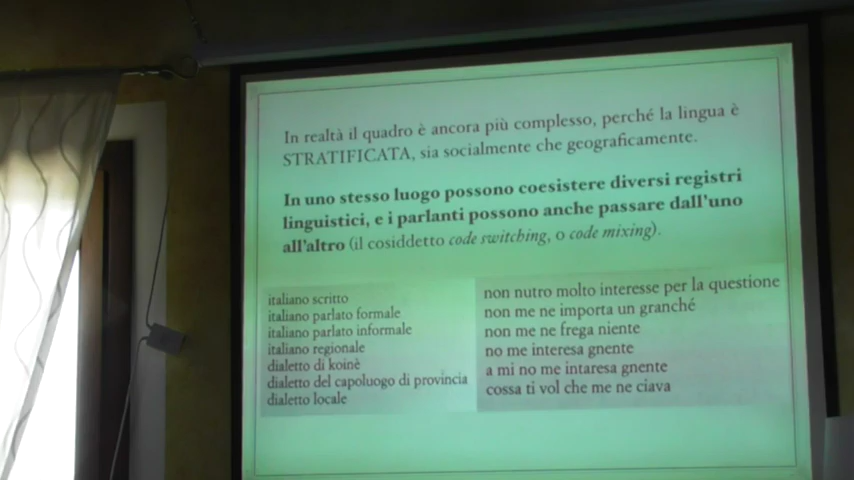 In realtà il quadro è ancora più complesso, perché la lingua è
STRATIFICATA, sia socialmente che geograficamente.
In uno stesso luogo possono coesistere diversi registri
linguistici, e i parlanti possono anche passare dall'uno
all'altro (il cosiddetto code switching, o code mixing).
italiano scritto
italiano parlato formale
italiano parlato informale
italiano regionale
dialetto di koinè
dialetto del capoluogo di provincia
dialetto locale
non nutro molto interesse per la questione
non me ne importa un granché
non me ne frega niente
no me interesa gnente
a mi no me intaresa gnente
cossa ti vol che me ne ciava